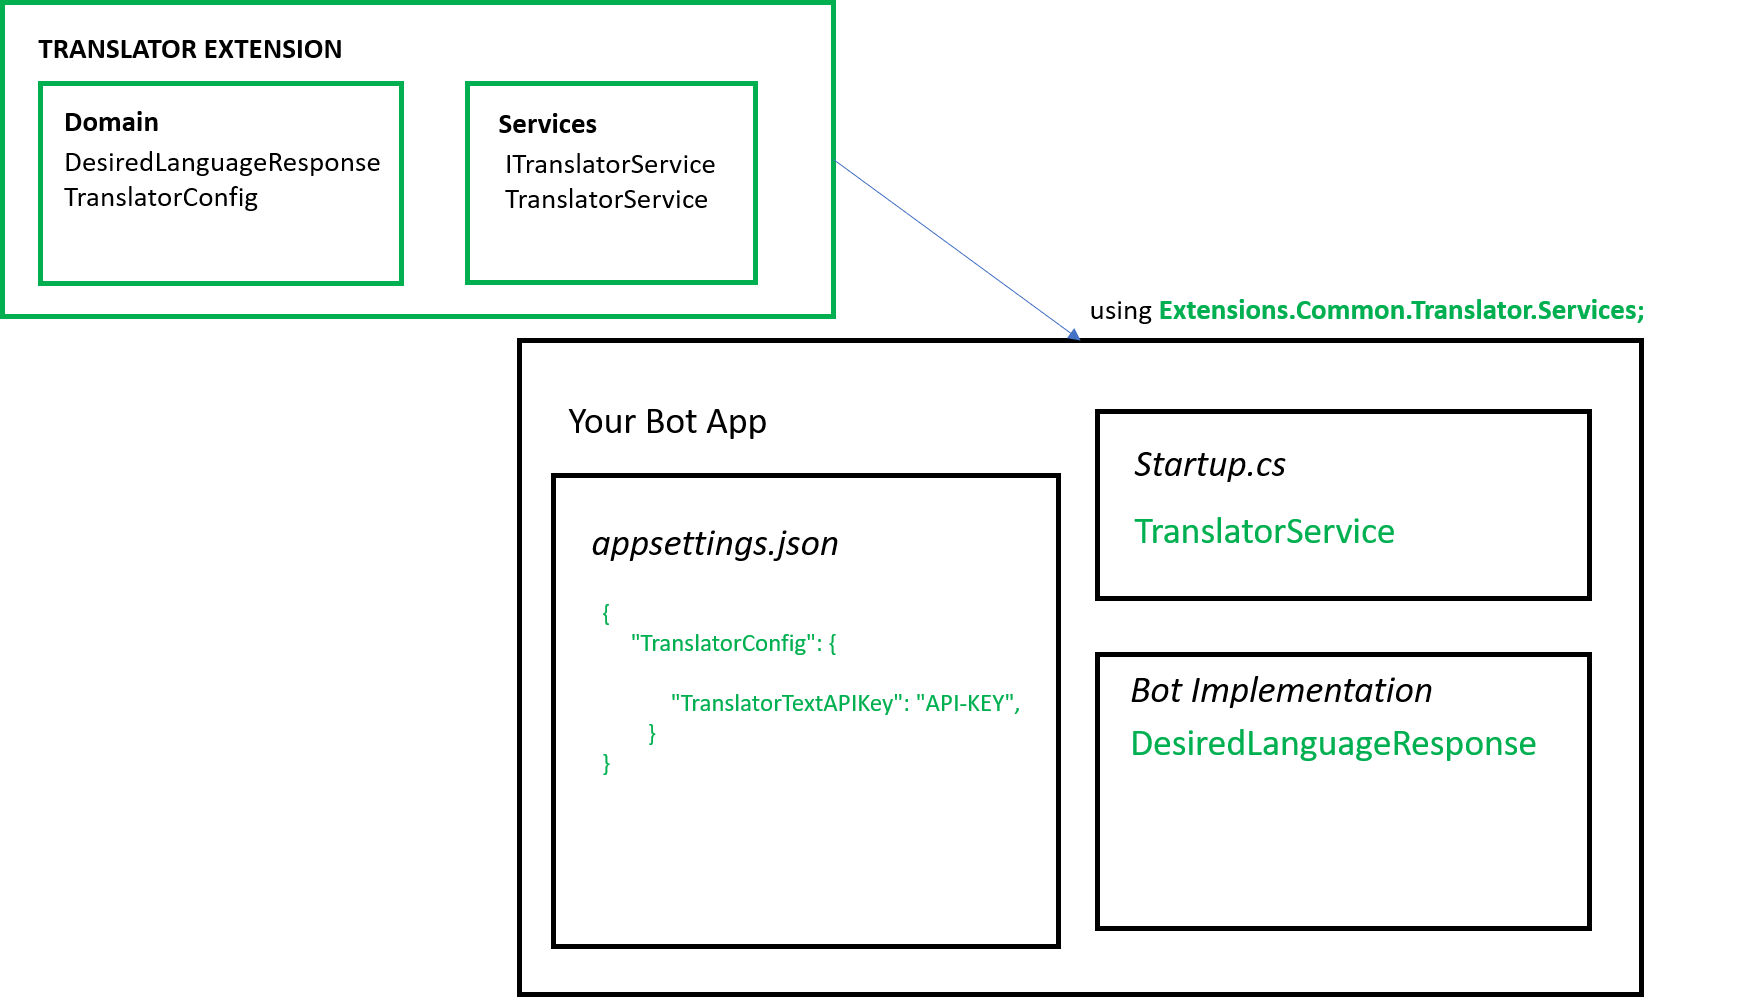 TRANSLATOR EXTENSION
Domain
DesiredLanguageResponse
TranslatorConfig
Services
ITranslatorService
TranslatorService
using Extensions.Common.Translator.Services;
Your Bot App
appsettings.json
{
"TranslatorConfig": {
"TranslatorTextAPIKey": "API-KEY",
}
}
Startup.cs
TranslatorService
Bot Implementation
DesiredLanguageResponse